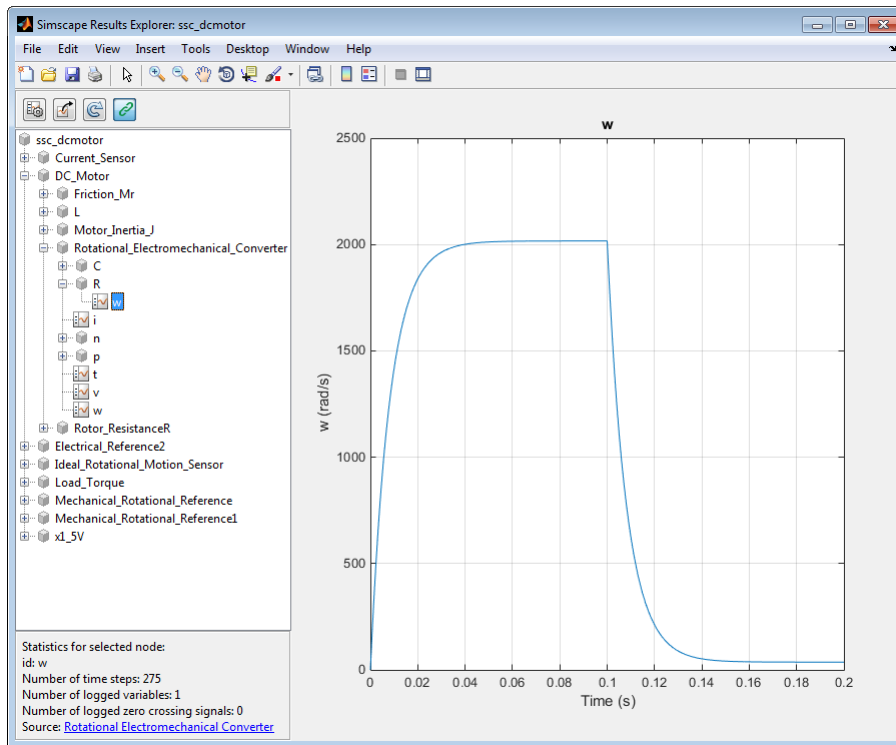 Simscape Results Explorer: ssc_dcmotor
File Edit View Insert Tools Desktop Window Help
ssc_dcmotor
Current_Sensor
DC_Motor
Friction_Mr
L
Motor_Inertia_J
Rotational_Electromechanical_Converter
C
R
w
i
n
p
t
v
w
Rotor_ResistanceR
Electrical_Reference2
Ideal_Rotational_Motion_Sensor
Load_Torque
Mechanical_Rotational_Reference
Mechanical_Rotational_Reference1
x1_5V
Statistics for selected node:
id: w
Number of time steps: 275
Number of logged variables: 1
Number of logged zero crossing signals: 0
Source: Rotational Electromechanical Converter
w
2500
2000
1500
1000
500
0
w (rad/s)
0 0.02 0.04 0.06 0.08 0.1 0.12 0.14 0.16 0.18 0.2
Time (s)